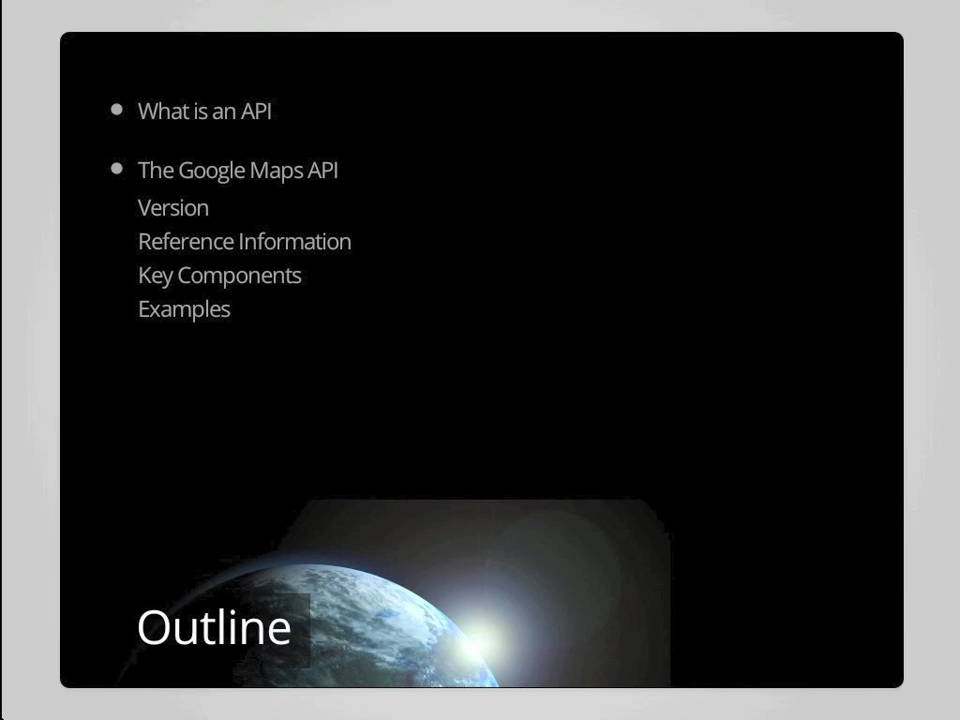 What is an API
The Google Maps API
Version
Reference Information
Key Components
Examples
Outline